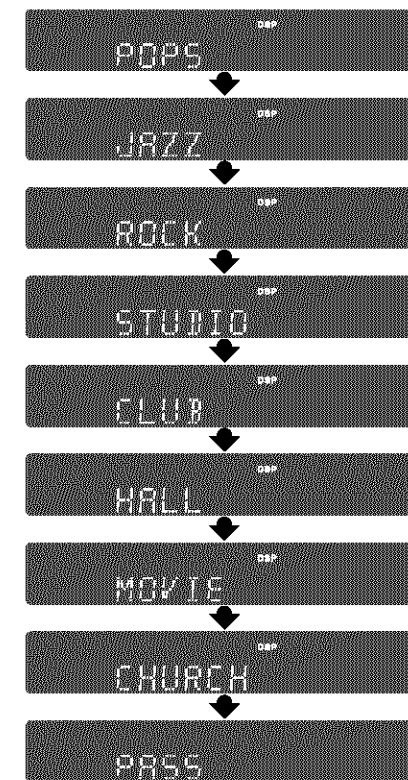 DSP
POPS
DSP
JAZZ
DSP
ROCK
DSP
STUDIO
DSP
CLUB
DSP
HALL
DSP
MOVIE
DSP
CHURCH
PASS